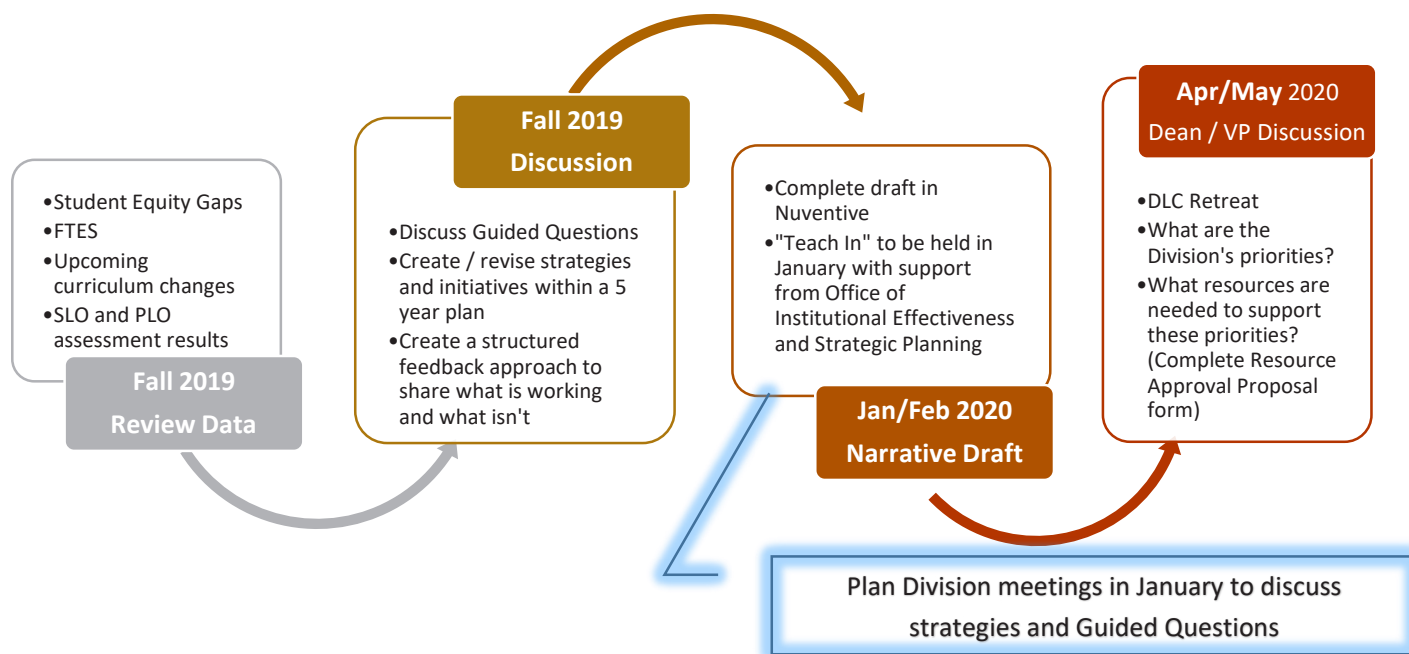 •Student Equity Gaps
•FTES
•Upcoming
curriculum changes
•SLO and PLO
assessment results
Fall 2019
Review Data
Fall 2019
Discussion
•Discuss Guided Questions
•Create / revise strategies
and initiatives within a 5
year plan
•Create a structured
feedback approach to
share what is working
and what isn't
•Complete draft in
Nuventive
•"Teach In" to be held in
January with support
from Office of
Institutional Effectiveness
and Strategic Planning
Jan/Feb 2020
Narrative Draft
Apr/May 2020
Dean / VP Discussion
•DLC Retreat
•What are the
Division's priorities?
•What resources are
needed to support
these priorities?
(Complete Resource
Approval Proposal
form)
Plan Division meetings in January to discuss
strategies and Guided Questions